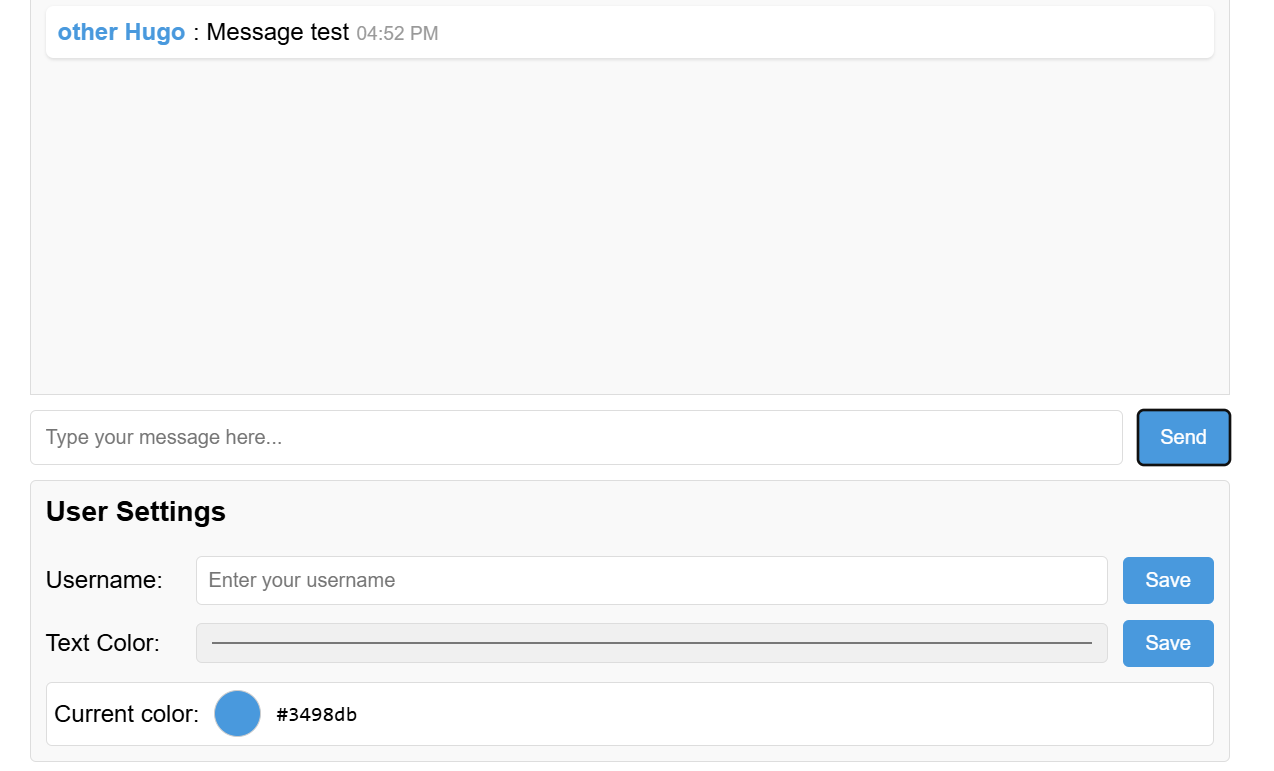 other Hugo : Message test 04:52 PM
Type your message here...
Send
User Settings
Username:
Enter your username
Save
Text Color:
Save
Current color:
#3498db